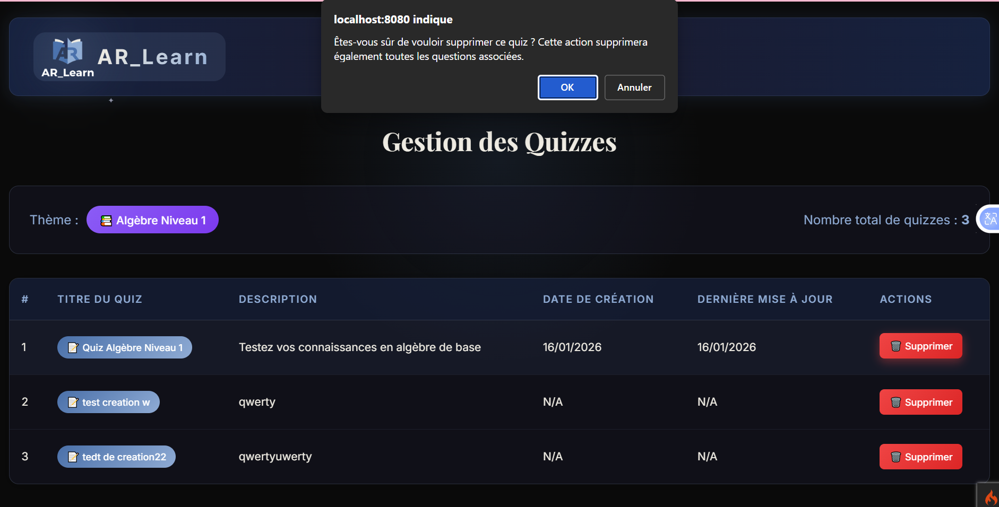 localhost:8080 indique
Êtes-vous sûr de vouloir supprimer ce quiz ? Cette action supprimera
également toutes les questions associées.
OK
Annuler
AR
AR_Learn
AR_Learn
Gestion des Quizzes
Thème :
Algèbre Niveau 1
Nombre total de quizzes : 3
文A
# TITRE DU QUIZ DESCRIPTION DATE DE CRÉATION DERNIÈRE MISE À JOUR ACTIONS
1 Quiz Algèbre Niveau 1 Testez vos connaissances en algèbre de base 16/01/2026 16/01/2026 Supprimer
2 test creation w qwerty N/A N/A Supprimer
3 tedt de creation22 qwertyuwerty N/A N/A Supprimer